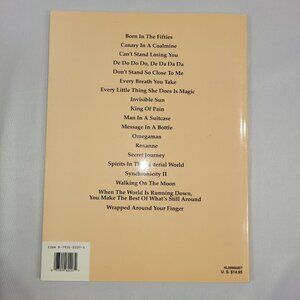 Born In The Fifties
Canary In A Coalmine
Can't Stand Losing You
De Do Do Do, De Da Da Da
Don't Stand So Close To Me
Every Breath You Take
Every Little Thing She Does Is Magic
Invisible Sun
King Of Pain
Man In A Suitcase
Message In A Bottle
Omegaman
Roxanne
Secret Journey
Spirits In The Material World
Synchronicity II
Walking On The Moon
When The World Is Running Down,
You Make The Best Of What's Still Around
Wrapped Around Your Finger
U.S. $14.95